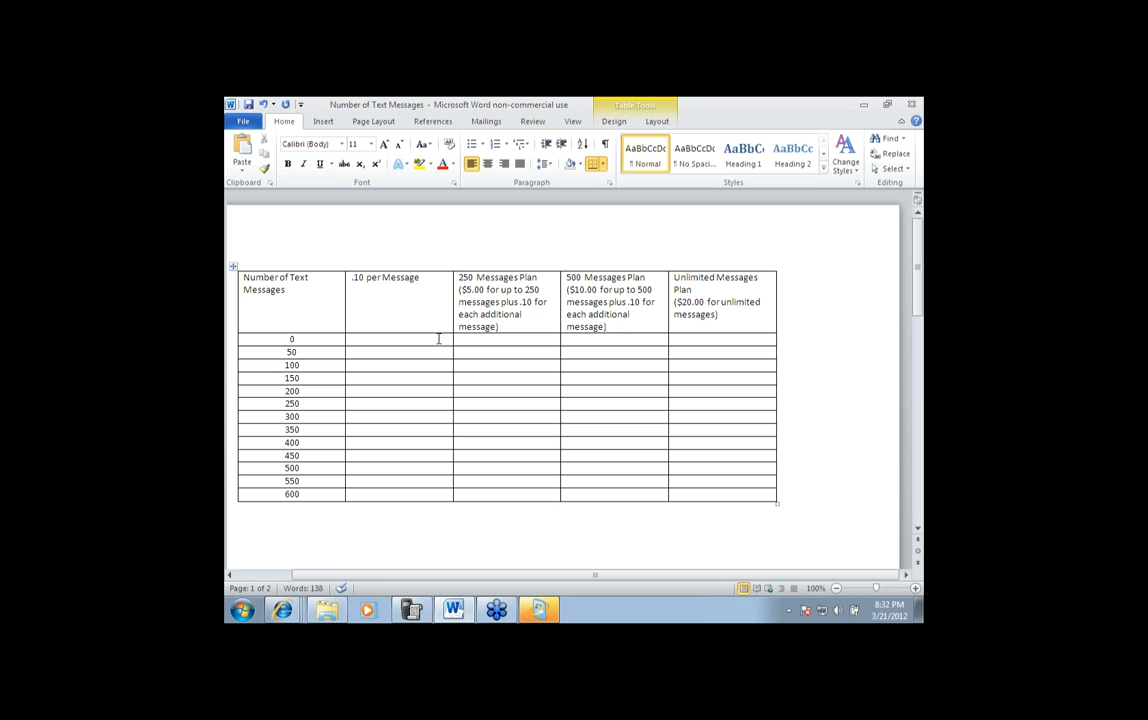 Number of Text Messages - Microsoft Word non-commercial use
Table Tools
File Home Insert Page Layout References Mailings Review View Design Layout
Paste
Clipboard
Calibri (Body) 11
Font
Paragraph
AaBbCcDc AaBbCcDc AaBbC AaBbCc
¶ Normal ¶ No Spaci... Heading 1 Heading 2
Change
Styles
Styles
Find
Replace
Select
Editing
Number of Text
Messages
.10 per Message
250 Messages Plan
($5.00 for up to 250
messages plus .10 for
each additional
message)
500 Messages Plan
($10.00 for up to 500
messages plus .10 for
each additional
message)
Unlimited Messages
Plan
($20.00 for unlimited
messages)
0
50
100
150
200
250
300
350
400
450
500
550
600
Page: 1 of 2 Words: 138 100%
8:32 PM
3/21/2012